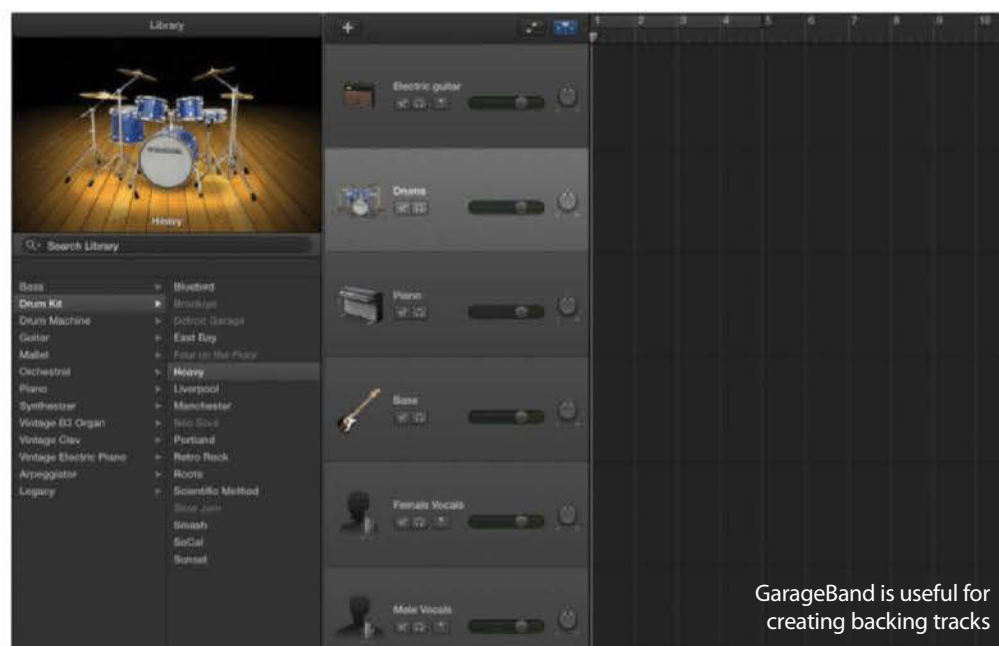 Library
Heavy
Search Library
Bass
Drum Kit
Drum Machine
Guitar
Mallet
Orchestral
Piano
Synthesizer
Vintage B3 Organ
Vintage Clav
Vintage Electric Piano
Arpeggiator
Legacy
Bluebird
Brooklyn
Detroit Garage
East Bay
Four on the Floor
Heavy
Liverpool
Manchester
Neo Soul
Portland
Retro Rock
Roots
Scientific Method
Slow Jam
Smash
SoCal
Sunset
Electric guitar
Drums
Piano
Bass
Female Vocals
Male Vocals
1 2 3 4 5 6 7 8 9 10
GarageBand is useful for
creating backing tracks